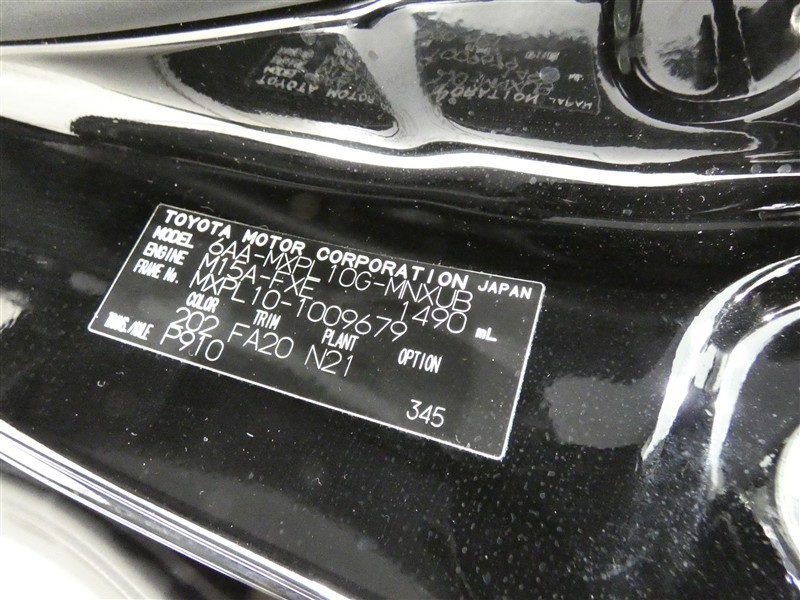 TOYOTA MOTOR CORPORATION JAPAN
MODEL 6AA-MXPL10G-MNXUB
ENGINE M15A-FXE 1490 mL
FRAME No. MXPL10-1009679
COLOR TRIM PLANT OPTION
202 FA20 N21
TRANS./AXLE P910
345